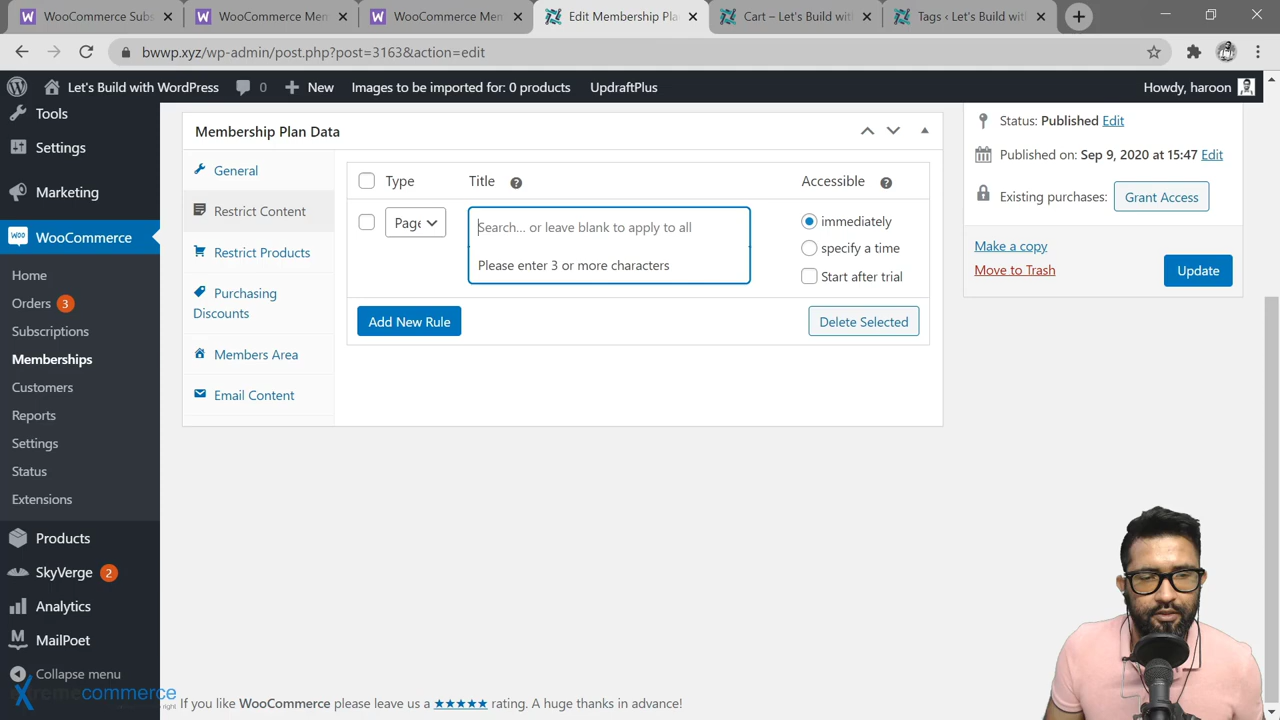 WooCommerce Subs
WooCommerce Mem
WooCommerce Mem
Edit Membership Pla
Cart – Let's Build wit
Tags ‹ Let's Build with
bwwp.xyz/wp-admin/post.php?post=3163&action=edit
Let's Build with WordPress
0
New
Images to be imported for: 0 products
UpdraftPlus
Howdy, haroon
Tools
Settings
Marketing
WooCommerce
Home
Orders 3
Subscriptions
Memberships
Customers
Reports
Settings
Status
Extensions
Products
SkyVerge 2
Analytics
MailPoet
Collapse menu
Membership Plan Data
General
Restrict Content
Restrict Products
Purchasing
Discounts
Members Area
Email Content
Type
Title
Accessible
Page
Search… or leave blank to apply to all
Please enter 3 or more characters
immediately
specify a time
Start after trial
Add New Rule
Delete Selected
Status: Published Edit
Published on: Sep 9, 2020 at 15:47 Edit
Existing purchases: Grant Access
Make a copy
Move to Trash
Update
Xtremecommerce
If you like WooCommerce please leave us a ★★★★★ rating. A huge thanks in advance!